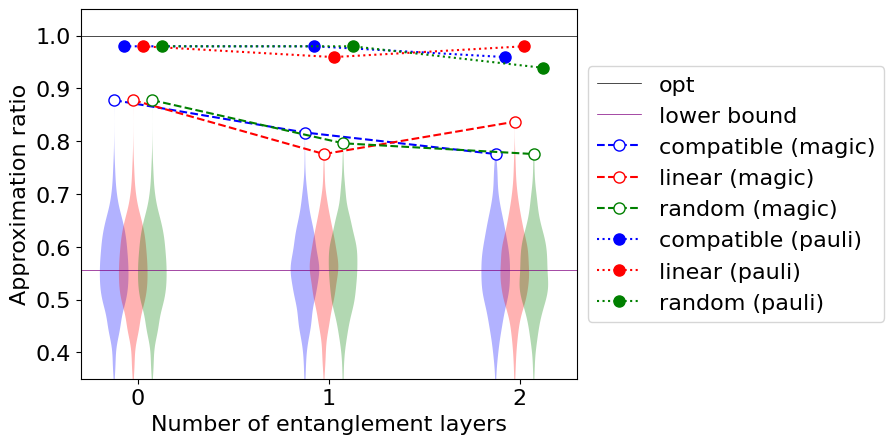 1.0
0.9
0.8
0.7
0.6
0.5
0.4
Approximation ratio
0 1 2
Number of entanglement layers
opt
lower bound
compatible (magic)
linear (magic)
random (magic)
compatible (pauli)
linear (pauli)
random (pauli)